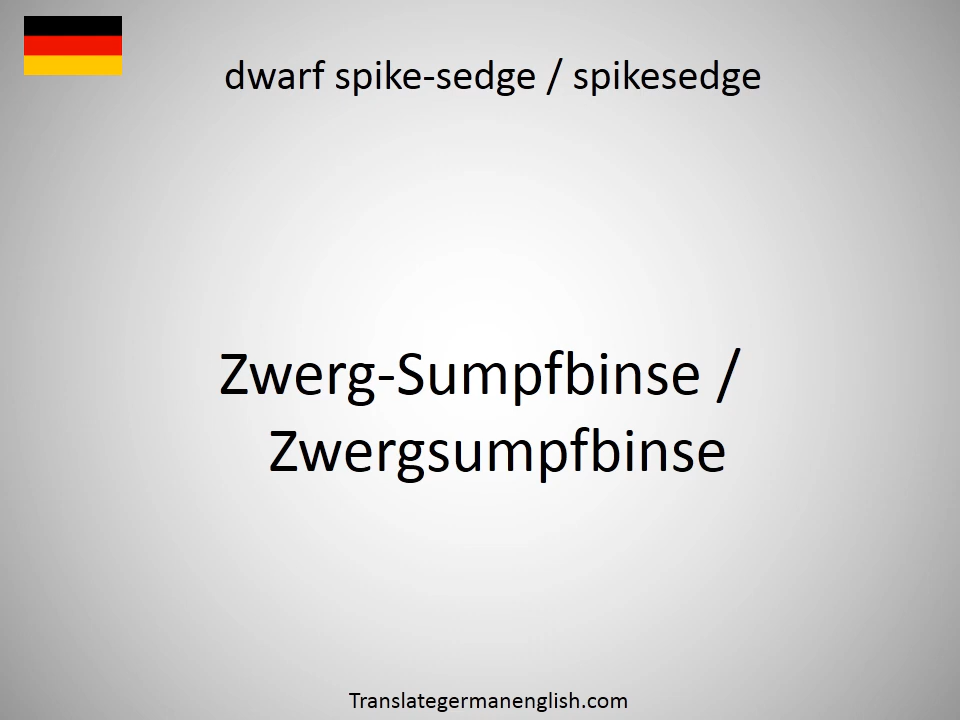 dwarf spike-sedge / spikesedge
Zwerg-Sumpfbinse /
Zwergsumpfbinse
Translategermanenglish.com